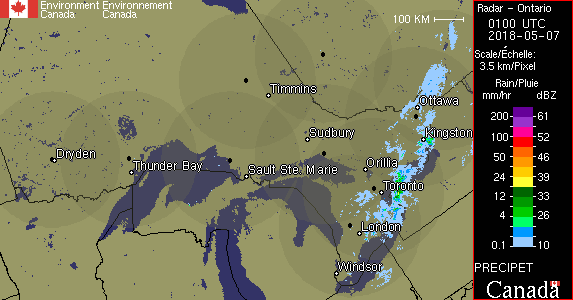 Environment Environnement
Canada Canada
100 KM
Timmins
Ottawa
Sudbury
Kingston
Dryden
Thunder Bay
Sault Ste. Marie
Orillia
Toronto
London
Windsor
Radar - Ontario
0100 UTC
2018-05-07
Scale/Échelle:
3.5 km/Pixel
Rain/Pluie
mm/hr dBZ
200 61
100 52
50 46
24 39
12 33
4 26
0.1 10
PRECIPET
Canada